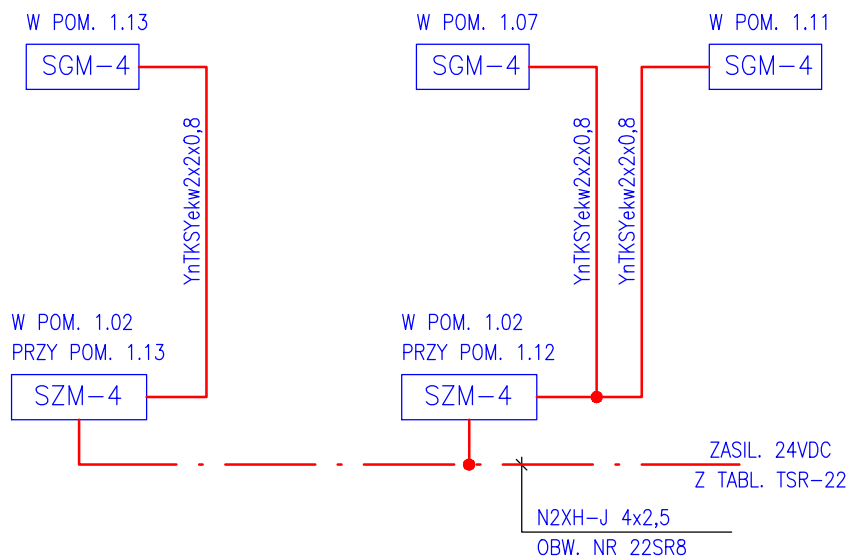 W POM. 1.13
SGM-4
W POM. 1.07
SGM-4
W POM. 1.11
SGM-4
YnTKSYekw2x2x0,8
YnTKSYekw2x2x0,8
YnTKSYekw2x2x0,8
W POM. 1.02
PRZY POM. 1.13
SZM-4
W POM. 1.02
PRZY POM. 1.12
SZM-4
ZASIL. 24VDC
Z TABL. TSR-22
N2XH-J 4x2,5
OBW. NR 22SR8